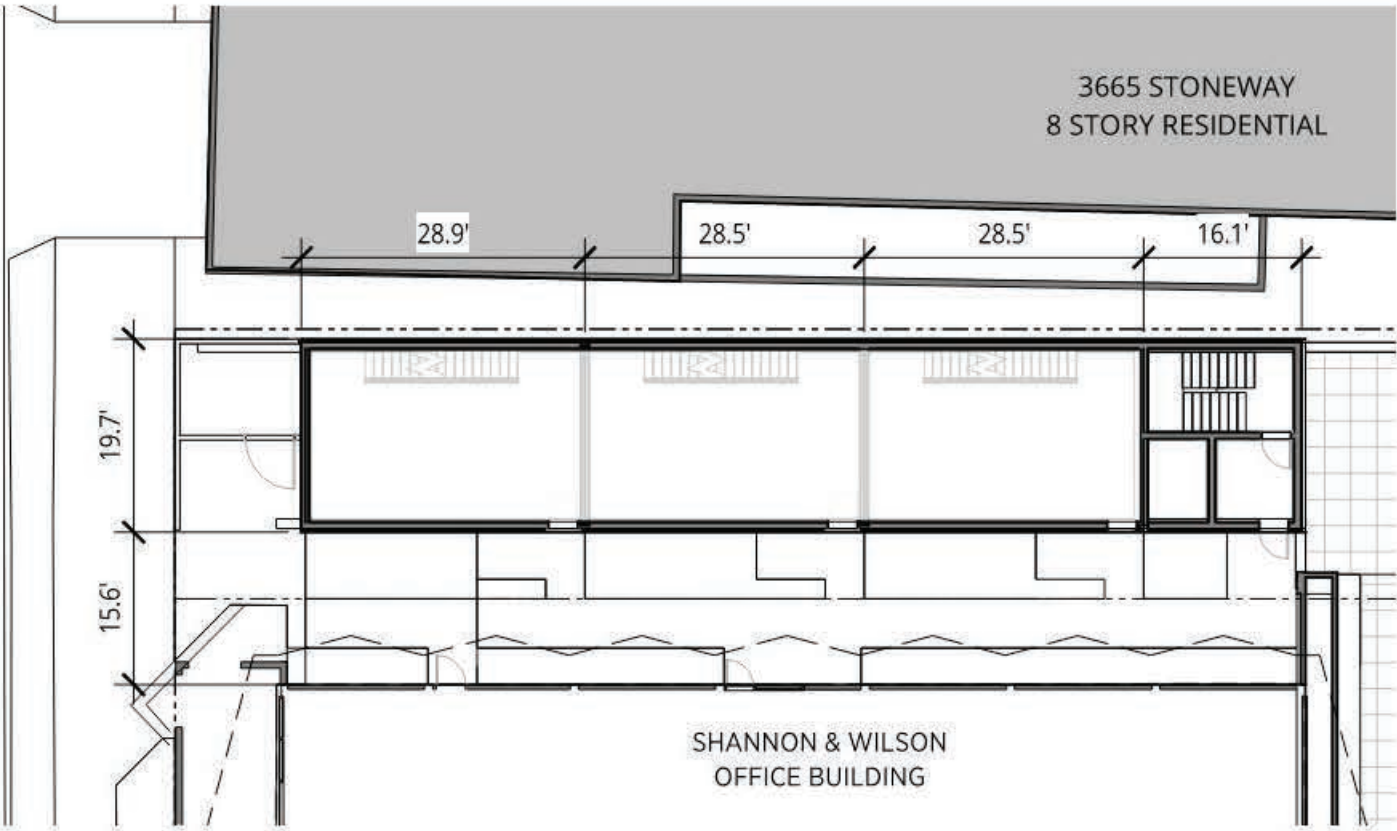 3665 STONEWAY
8 STORY RESIDENTIAL
28.9'
28.5'
28.5'
16.1'
19.7'
15.6'
SHANNON & WILSON
OFFICE BUILDING